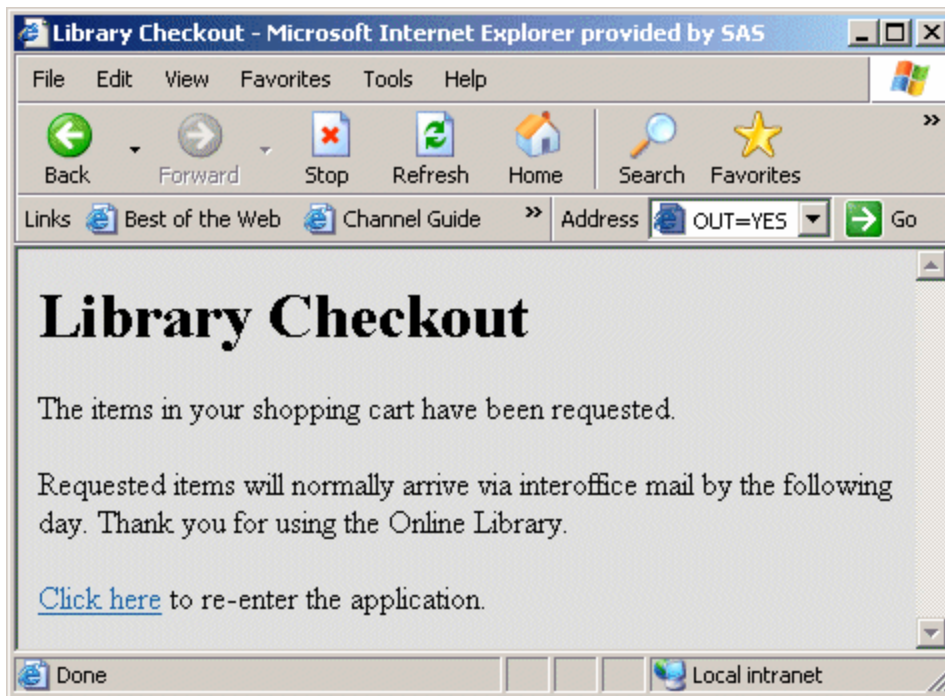 Library Checkout - Microsoft Internet Explorer provided by SAS
File Edit View Favorites Tools Help
Back Forward Stop Refresh Home Search Favorites »
Links Best of the Web Channel Guide » Address OUT=YES Go
Library Checkout
The items in your shopping cart have been requested.
Requested items will normally arrive via interoffice mail by the following
day. Thank you for using the Online Library.
Click here to re-enter the application.
Done Local intranet